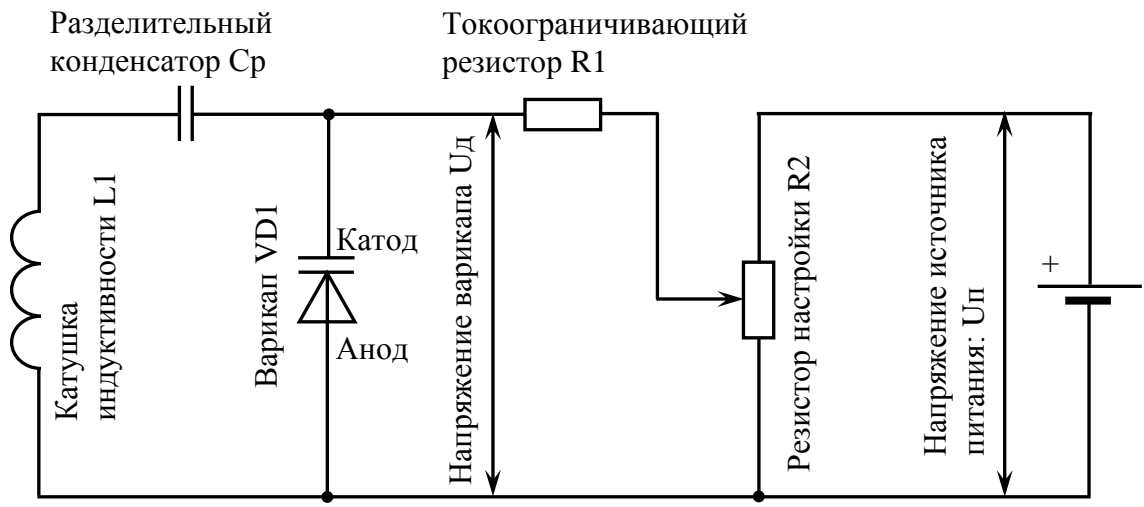 Разделительный
конденсатор Ср
Токоограничивающий
резистор R1
Катушка
индуктивности L1
Варикап VD1
Катод
Анод
Напряжение варикапа Uд
Резистор настройки R2
Напряжение источника
питания: Uп
+